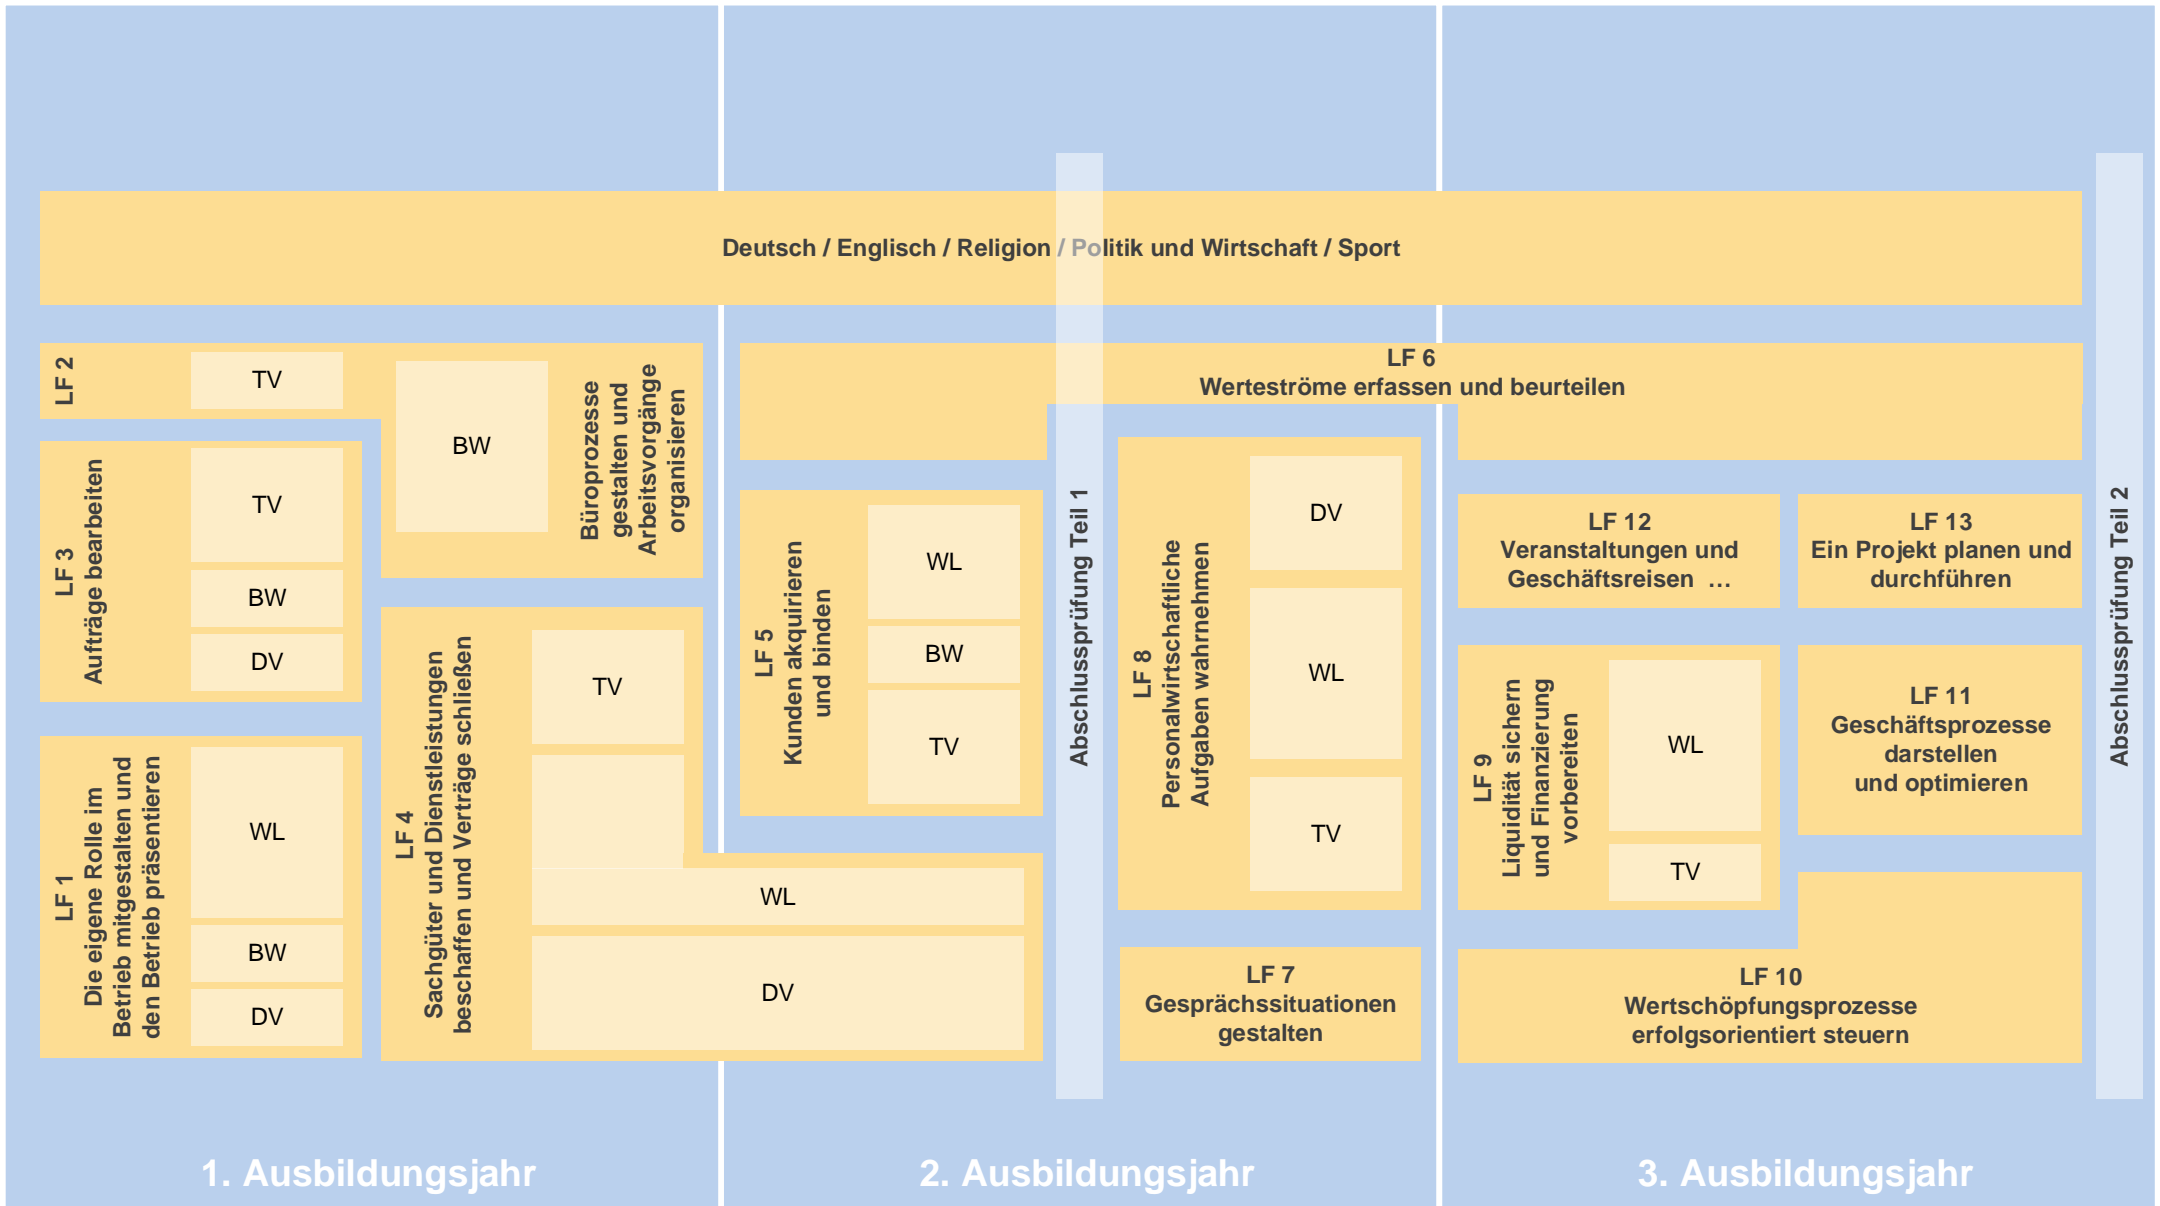 Deutsch / Englisch / Religion / Politik und Wirtschaft / Sport
LF 2
TV
BW
Büroprozesse
gestalten und
Arbeitsvorgänge
organisieren
LF 3
Aufträge bearbeiten
TV
BW
DV
LF 1
Die eigene Rolle im
Betrieb mitgestalten und
den Betrieb präsentieren
WL
BW
DV
LF 4
Sachgüter und Dienstleistungen
beschaffen und Verträge schließen
TV
WL
DV
LF 6
Werteströme erfassen und beurteilen
LF 5
Kunden akquirieren
und binden
WL
BW
TV
Abschlussprüfung Teil 1
LF 8
Personalwirtschaftliche
Aufgaben wahrnehmen
DV
WL
TV
LF 7
Gesprächssituationen
gestalten
LF 12
Veranstaltungen und
Geschäftsreisen …
LF 13
Ein Projekt planen und
durchführen
LF 9
Liquidität sichern
und Finanzierung
vorbereiten
WL
TV
LF 11
Geschäftsprozesse
darstellen
und optimieren
LF 10
Wertschöpfungsprozesse
erfolgsorientiert steuern
Abschlussprüfung Teil 2
1. Ausbildungsjahr
2. Ausbildungsjahr
3. Ausbildungsjahr